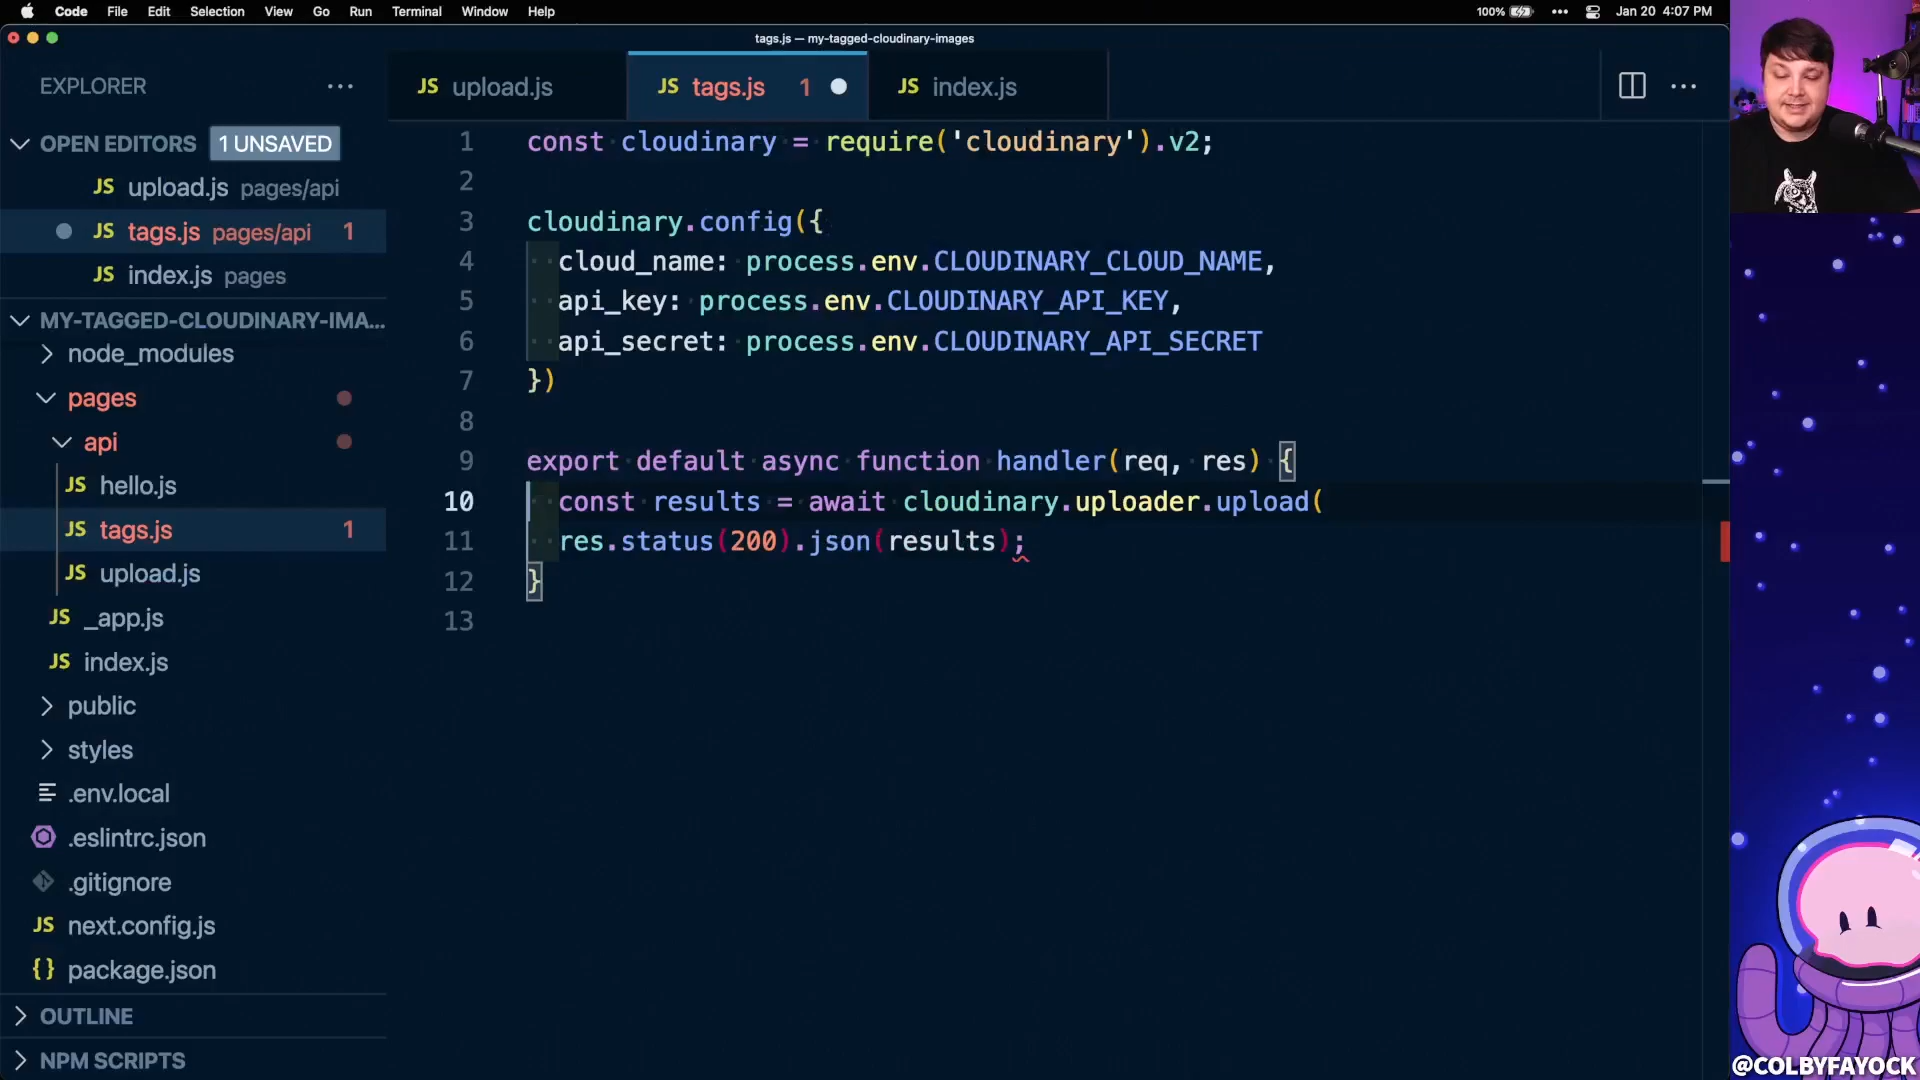 Code File Edit Selection View Go Run Terminal Window Help 100% Jan 20 4:07 PM
tags.js — my-tagged-cloudinary-images
EXPLORER
JS upload.js JS tags.js 1 JS index.js
OPEN EDITORS 1 UNSAVED
JS upload.js pages/api
JS tags.js pages/api 1
JS index.js pages
MY-TAGGED-CLOUDINARY-IMA...
node_modules
pages
api
JS hello.js
JS tags.js 1
JS upload.js
JS _app.js
JS index.js
public
styles
.env.local
.eslintrc.json
.gitignore
JS next.config.js
{} package.json
OUTLINE
NPM SCRIPTS
1 const cloudinary = require('cloudinary').v2;
2
3 cloudinary.config({
4 cloud_name: process.env.CLOUDINARY_CLOUD_NAME,
5 api_key: process.env.CLOUDINARY_API_KEY,
6 api_secret: process.env.CLOUDINARY_API_SECRET
7 })
8
9 export default async function handler(req, res) {
10 const results = await cloudinary.uploader.upload(
11 res.status(200).json(results);
12 }
13
@COLBYFAYOCK